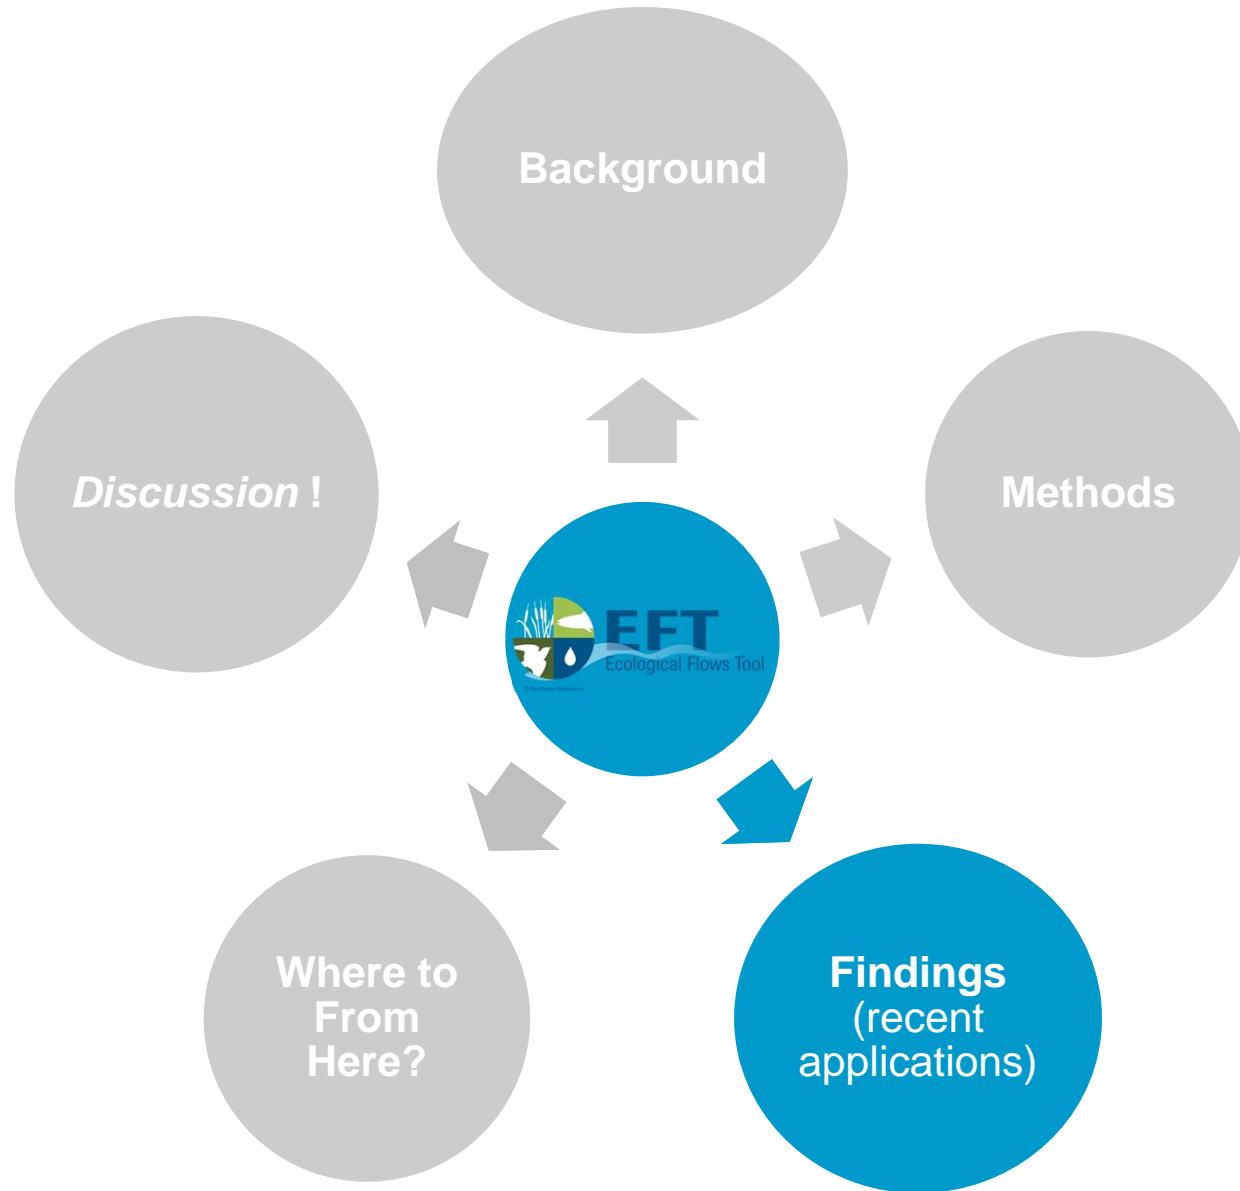 Background
Methods
Discussion !
EFT
Ecological Flows Tool
Where to
From
Here?
Findings
(recent
applications)